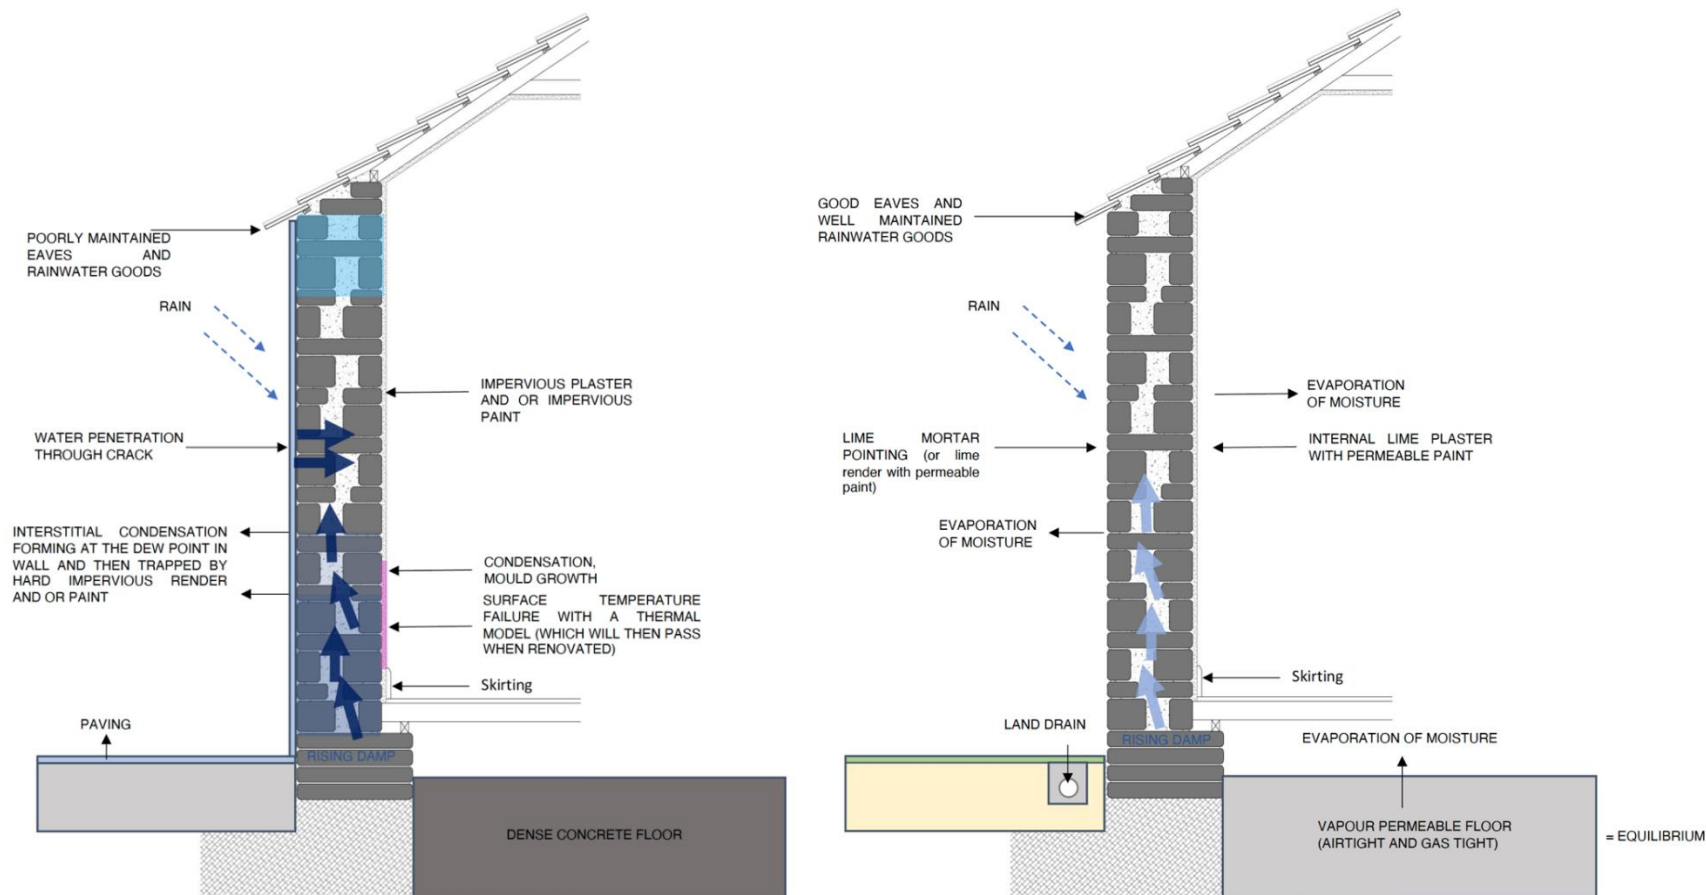 POORLY MAINTAINED
EAVES AND
RAINWATER GOODS
RAIN
IMPERVIOUS PLASTER
AND OR IMPERVIOUS
PAINT
WATER PENETRATION
THROUGH CRACK
INTERSTITIAL CONDENSATION
FORMING AT THE DEW POINT IN
WALL AND THEN TRAPPED BY
HARD IMPERVIOUS RENDER
AND OR PAINT
CONDENSATION,
MOULD GROWTH
SURFACE TEMPERATURE
FAILURE WITH A THERMAL
MODEL (WHICH WILL THEN PASS
WHEN RENOVATED)
Skirting
PAVING
RISING DAMP
DENSE CONCRETE FLOOR
GOOD EAVES AND
WELL MAINTAINED
RAINWATER GOODS
RAIN
EVAPORATION
OF MOISTURE
LIME MORTAR
POINTING (or lime
render with permeable
paint)
INTERNAL LIME PLASTER
WITH PERMEABLE PAINT
EVAPORATION
OF MOISTURE
Skirting
LAND DRAIN
RISING DAMP
EVAPORATION OF MOISTURE
VAPOUR PERMEABLE FLOOR
(AIRTIGHT AND GAS TIGHT)
= EQUILIBRIUM